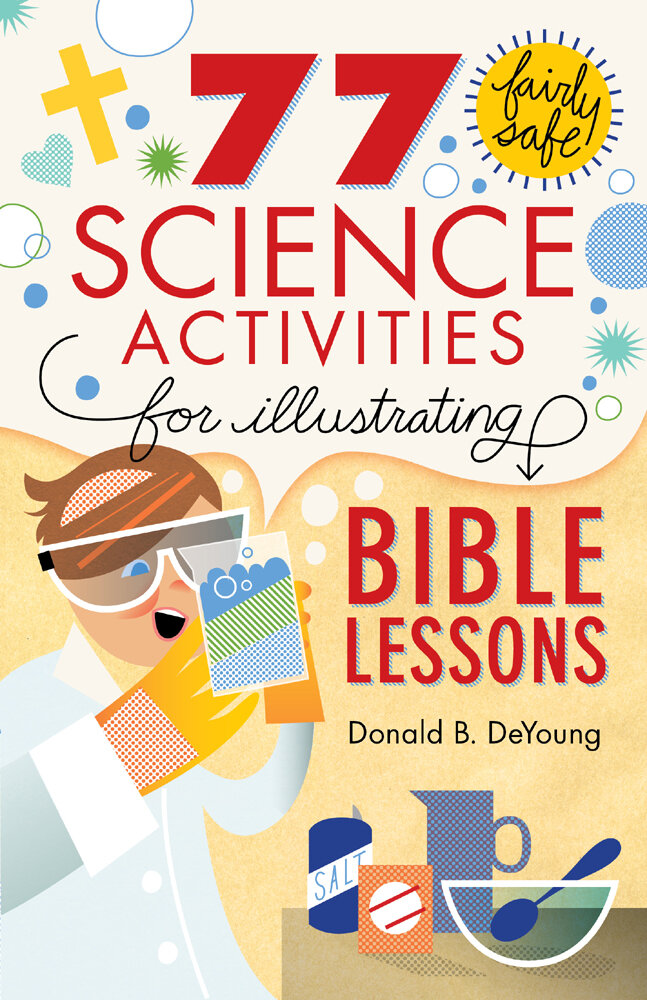 77
fairly
safe!
SCIENCE
ACTIVITIES
for illustrating
BIBLE
LESSONS
Donald B. DeYoung
SALT